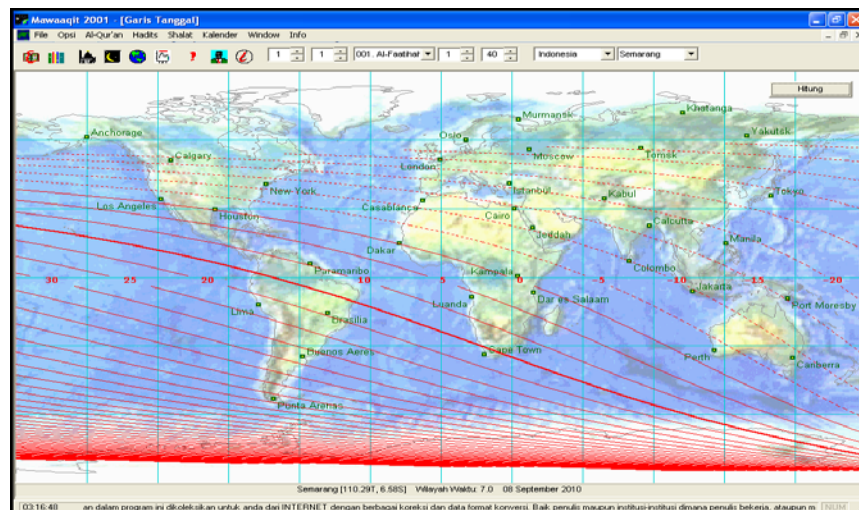 Mawaaqit 2001 - [Garis Tanggal]
File Opsi Al-Qur'an Hadits Shalat Kalender Window Info
1 1 001. Al-Faatihah 1 40 Indonesia Semarang
Hitung
Khatanga
Murmansk
Anchorage Oslo Yakutsk
Calgary London Moscow Tomsk
New York Istanbul Kabul Tokyo
Los Angeles Houston Casablanca Cairo Calcutta
Dakar Jeddah Manila
Paramaribo Kampala Colombo
30 25 20 10 5 0 -5 -10 -15 -20
Lima Luanda Dar es Salaam Jakarta Port Moresby
Brasilia
Buenos Aeres Cape Town Perth Canberra
Punta Arenas
Semarang [110.29T, 6.58S] Wilayah Waktu: 7.0 08 September 2010
03:16:48 an dalam program ini dikoleksikan untuk anda dari INTERNET dengan berbagai koreksi dan data format konversi. Baik penulis maupun institusi-institusi dimana penulis bekerja, ataupun m NUM